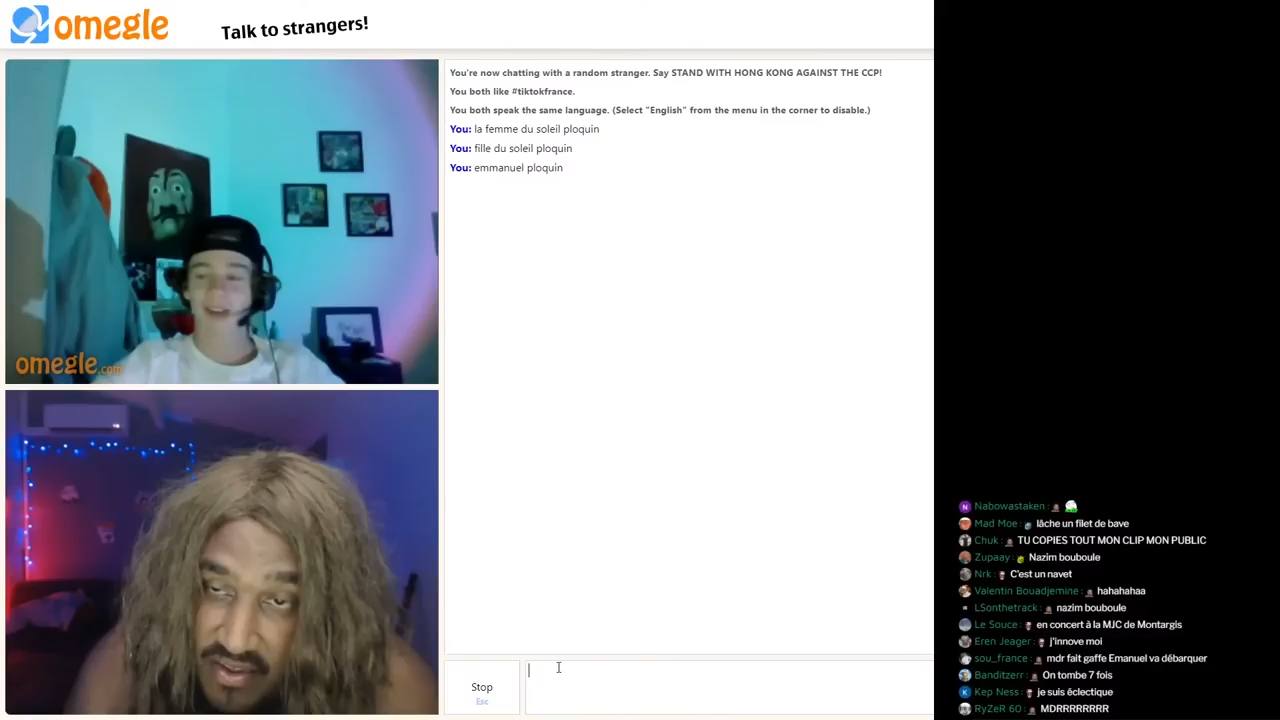 omegle
Talk to strangers!
You're now chatting with a random stranger. Say STAND WITH HONG KONG AGAINST THE CCP!
You both like #tiktokfrance.
You both speak the same language. (Select "English" from the menu in the corner to disable.)
You: la femme du soleil ploquin
You: fille du soleil ploquin
You: emmanuel ploquin
omegle.com
Stop
Esc
N Nabowastaken :
Mad Moe : lâche un filet de bave
Chuk : TU COPIES TOUT MON CLIP MON PUBLIC
Zupaay : Nazim bouboule
Nrk : C'est un navet
Valentin Bouadjemine : hahahahaa
LSonthetrack : nazim bouboule
Le Souce : en concert à la MJC de Montargis
Eren Jeager : j'innove moi
sou_france : mdr fait gaffe Emanuel va débarquer
Banditzerr : On tombe 7 fois
K Kep Ness : je suis éclectique
RyZeR 60 : MDRRRRRRRR